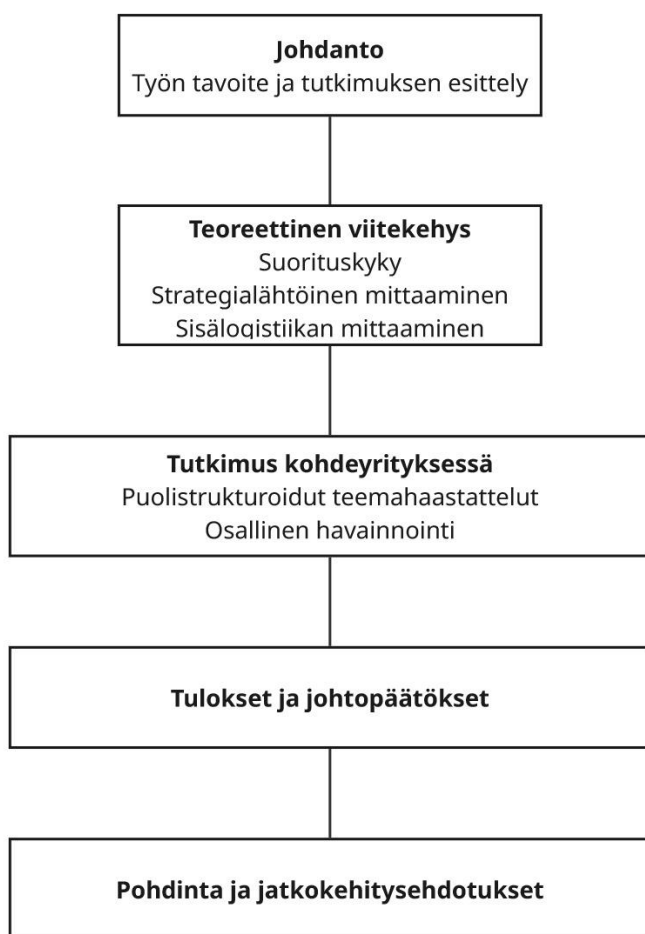 Johdanto
Työn tavoite ja tutkimuksen esittely
Teoreettinen viitekehys
Suorituskyky
Strategialähtöinen mittaaminen
Sisälogistiikan mittaaminen
Tutkimus kohdeyrityksessä
Puolistrukturoidut teemahaastattelut
Osallinen havainnointi
Tulokset ja johtopäätökset
Pohdinta ja jatkokehitysehdotukset